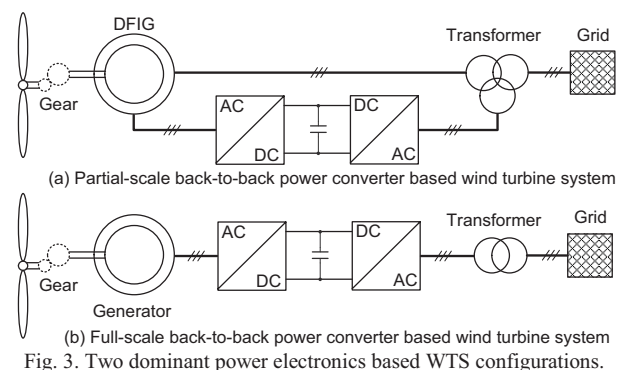 DFIG
Transformer
Grid
Gear
AC
DC
DC
AC
(a) Partial-scale back-to-back power converter based wind turbine system
Transformer
Grid
AC
DC
DC
AC
Gear
Generator
(b) Full-scale back-to-back power converter based wind turbine system
Fig. 3. Two dominant power electronics based WTS configurations.